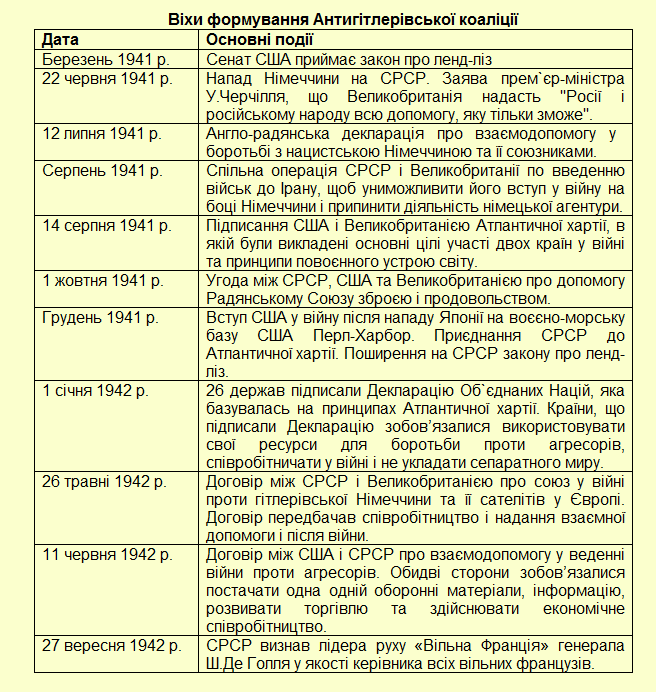 Віхи формування Антигітлерівської коаліції
Дата Основні події
Березень 1941 р. Сенат США приймає закон про ленд-ліз
22 червня 1941 р. Напад Німеччини на СРСР. Заява прем`єр-міністра
У.Черчілля, що Великобританія надасть "Росії і
російському народу всю допомогу, яку тільки зможе".
12 липня 1941 р. Англо-радянська декларація про взаємодопомогу у
боротьбі з нацистською Німеччиною та її союзниками.
Серпень 1941 р. Спільна операція СРСР і Великобританії по введенню
військ до Ірану, щоб унимożливити його вступ у війну на
боці Німеччини і припинити діяльність німецької агентури.
14 серпня 1941 р. Підписання США і Великобританією Атлантичної хартії, в
якій були викладені основні цілі участі двох країн у війні
та принципи повоєнного устрою світу.
1 жовтня 1941 р. Угода між СРСР, США та Великобританією про допомогу
Радянському Союзу зброєю і продовольством.
Грудень 1941 р. Вступ США у війну після нападу Японії на воєнно-морську
базу США Перл-Харбор. Приєднання СРСР до
Атлантичної хартії. Поширення на СРСР закону про ленд-
ліз.
1 січня 1942 р. 26 держав підписали Декларацію Об`єднаних Націй, яка
базувалась на принципах Атлантичної хартії. Країни, що
підписали Декларацію зобов’язалися використовувати
свої ресурси для боротьби проти агресорів,
співробітничати у війні і не укладати сепаратного миру.
26 травні 1942 р. Договір між СРСР і Великобританією про союз у війні
проти гітлерівської Німеччини та її сателітів у Європі.
Договір передбачав співробітництво і надання взаємної
допомоги і після війни.
11 червня 1942 р. Договір між США і СРСР про взаємодопомогу у веденні
війни проти агресорів. Обидві сторони зобов’язалися
постачати одна одній оборонні матеріали, інформацію,
розвивати торгівлю та здійснювати економічне
співробітництво.
27 вересня 1942 р. СРСР визнав лідера руху «Вільна Франція» генерала
Ш.Де Голля у якості керівника всіх вільних французів.